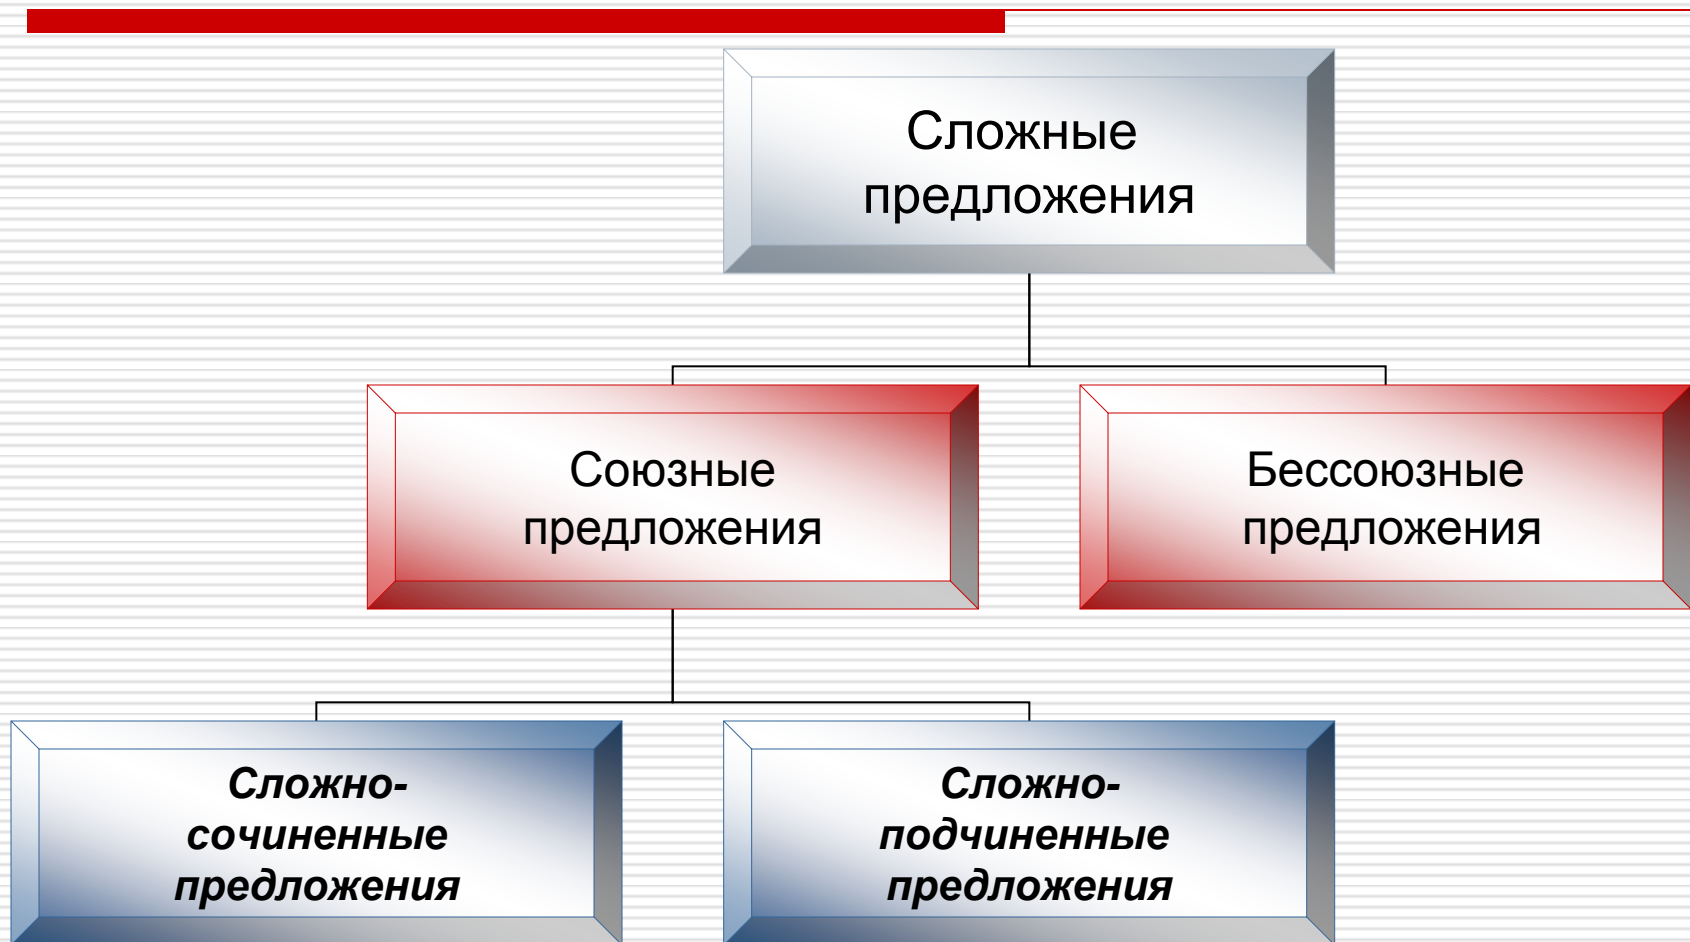 Сложные
предложения
Союзные
предложения
Бессоюзные
предложения
Сложно-
сочиненные
предложения
Сложно-
подчиненные
предложения